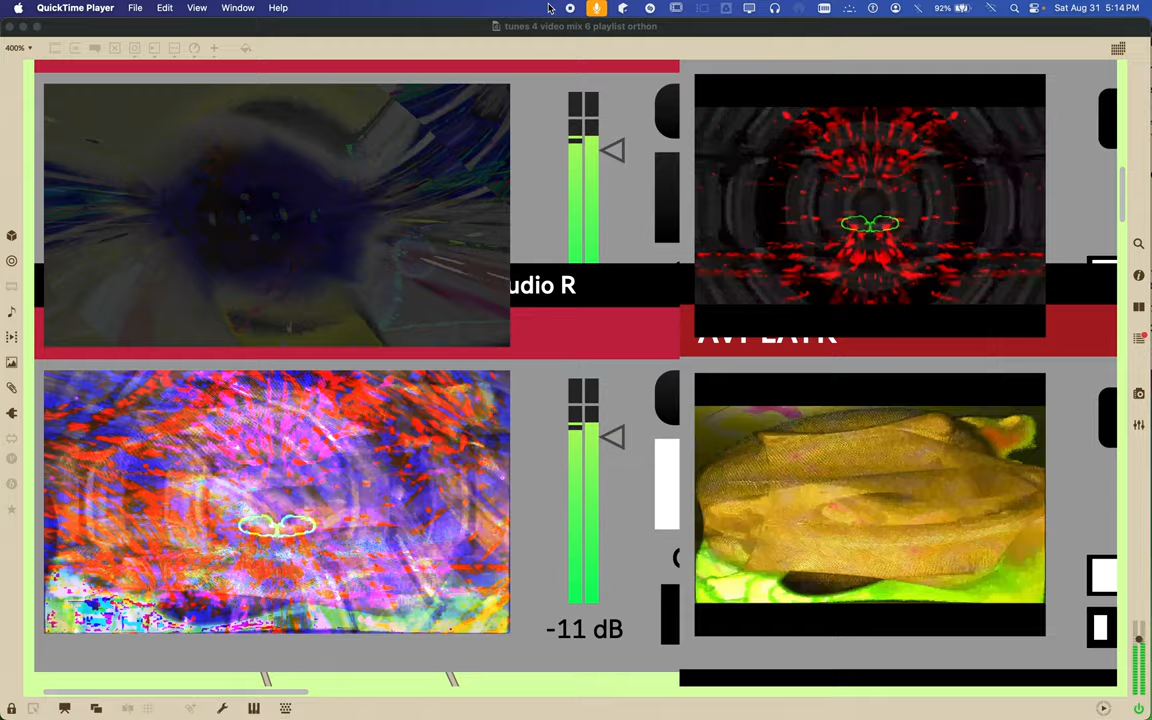 QuickTime Player File Edit View Window Help 92% Sat Aug 31 5:14 PM
tunes 4 video mix 6 playlist orthon
400%
udio R
-11 dB